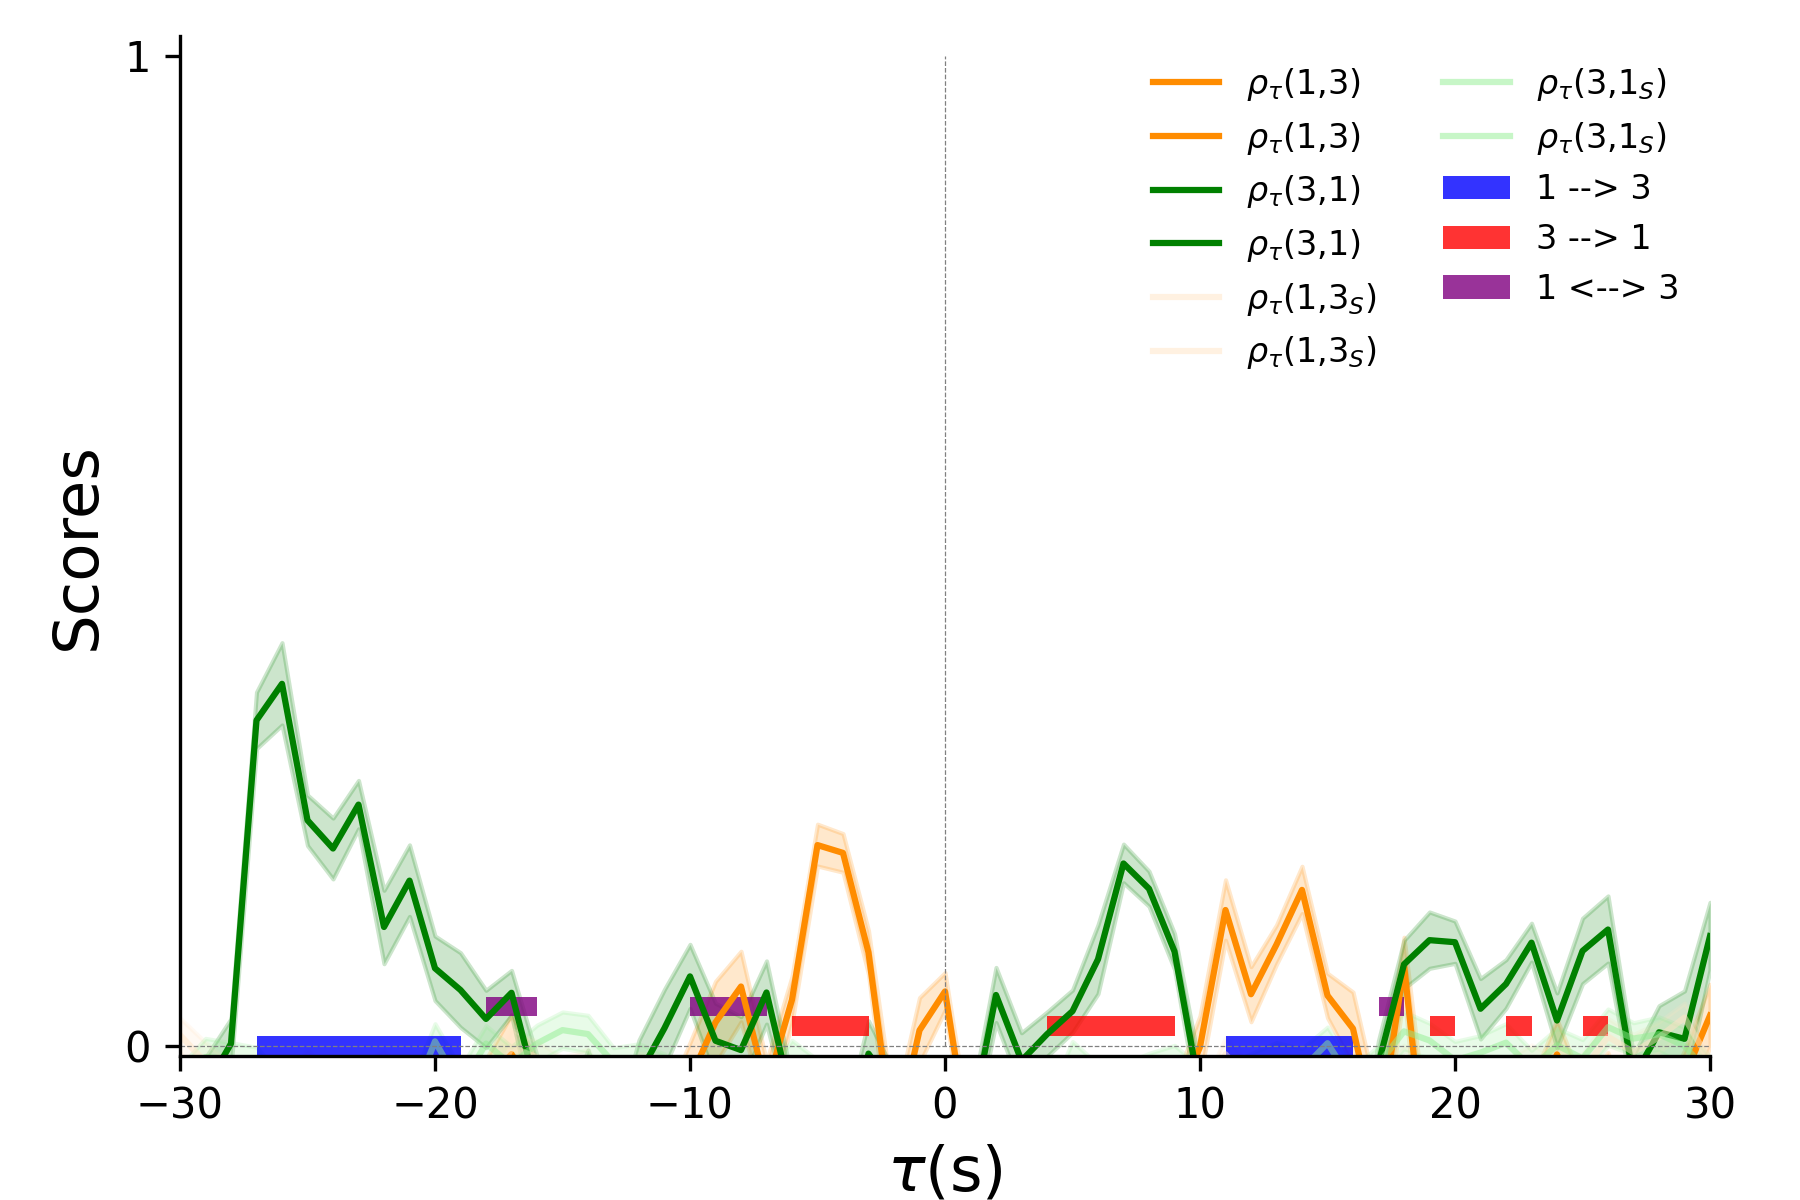 Scores
1
0
−30 −20 −10 0 10 20 30
τ(s)
ρτ(1,3)
ρτ(1,3)
ρτ(3,1)
ρτ(3,1)
ρτ(1,3S)
ρτ(1,3S)
ρτ(3,1S)
ρτ(3,1S)
1 --> 3
3 --> 1
1 <--> 3